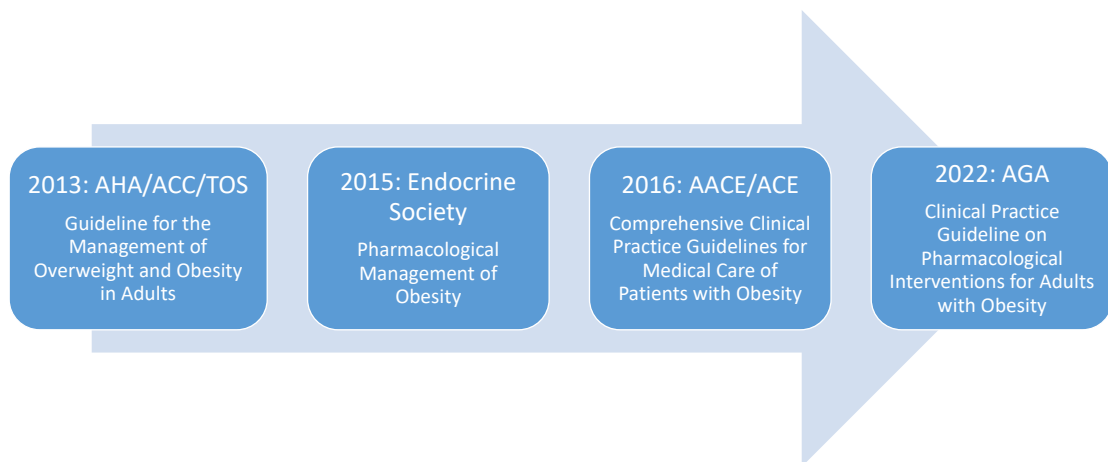 2013: AHA/ACC/TOS
Guideline for the
Management of
Overweight and Obesity
in Adults
2015: Endocrine
Society
Pharmacological
Management of
Obesity
2016: AACE/ACE
Comprehensive Clinical
Practice Guidelines for
Medical Care of
Patients with Obesity
2022: AGA
Clinical Practice
Guideline on
Pharmacological
Interventions for Adults
with Obesity